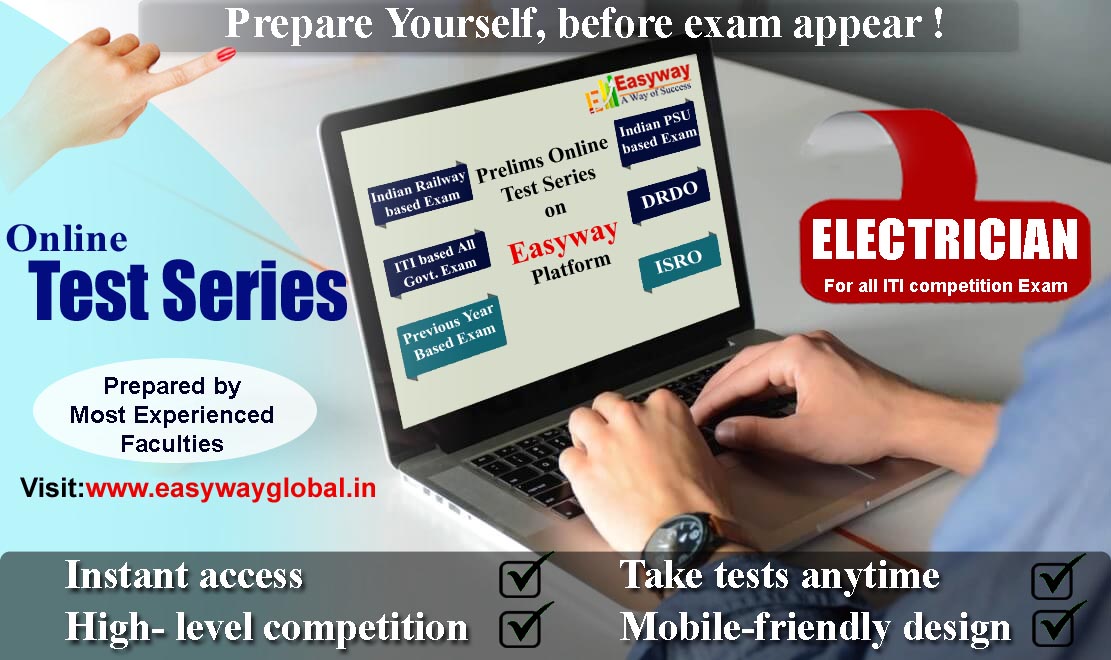 Prepare Yourself, before exam appear !
Easyway
A Way of Success
Indian PSU
based Exam
Prelims Online
Test Series
on
Easyway
Platform
Indian Railway
based Exam
DRDO
ITI based All
Govt. Exam
ISRO
Previous Year
Based Exam
ELECTRICIAN
For all ITI competition Exam
Online
Test Series
Prepared by
Most Experienced
Faculties
Visit:www.easywayglobal.in
Instant access
Take tests anytime
High- level competition
Mobile-friendly design